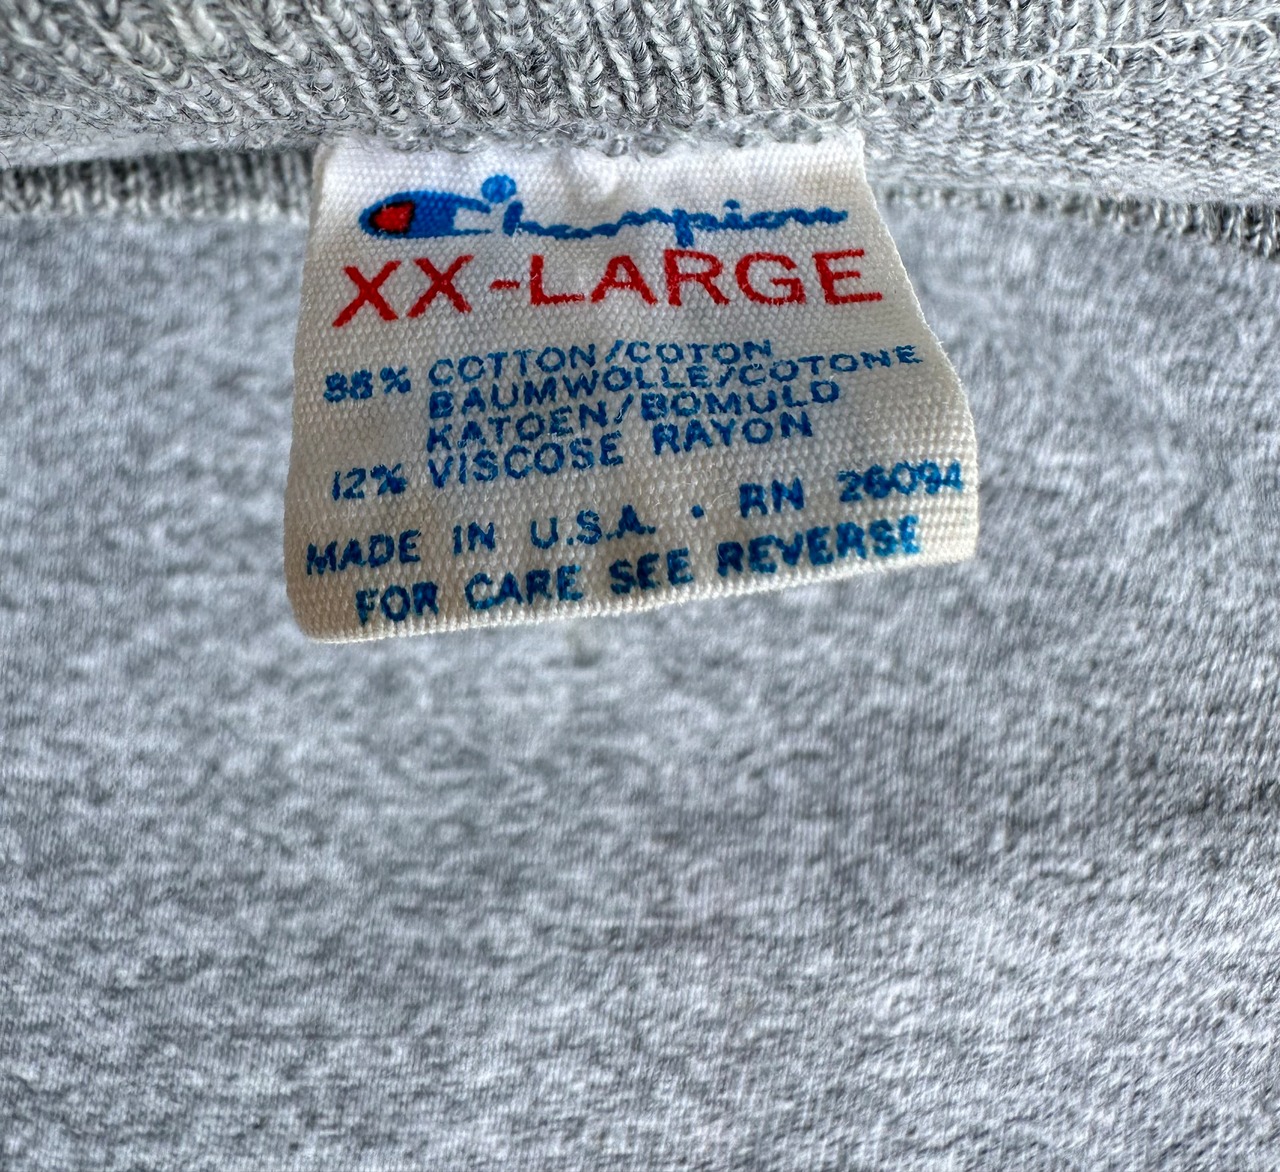 Champion
XX-LARGE
88% COTTON/COTON
BAUMWOLLE/COTONE
KATOEN/BOMULD
12% VISCOSE RAYON
MADE IN U.S.A. . RN 26094
FOR CARE SEE REVERSE